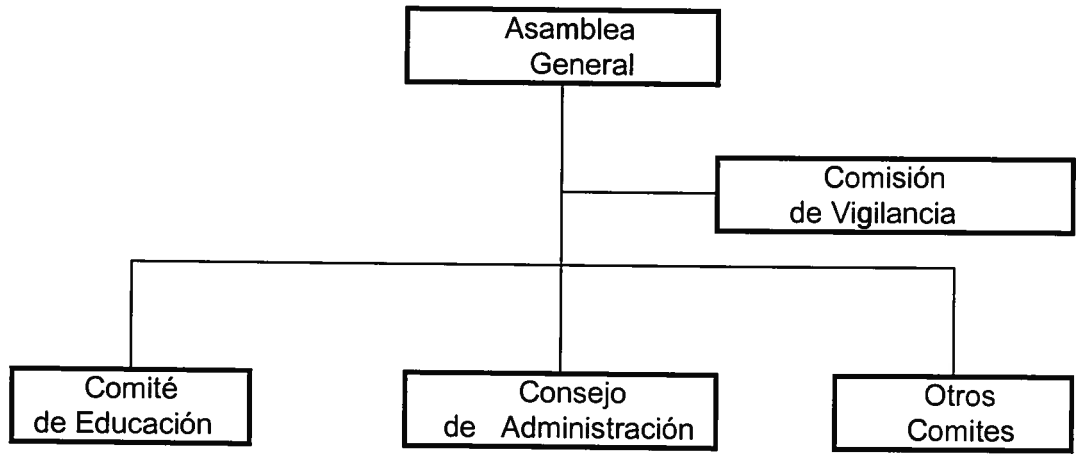 Asamblea
General
Comisión
de Vigilancia
Comité
de Educación
Consejo
de Administración
Otros
Comites